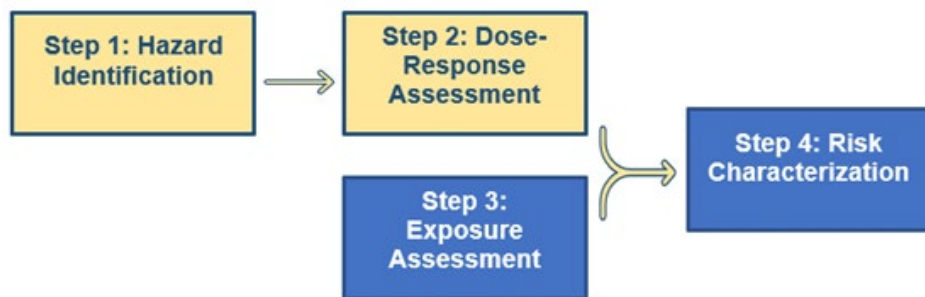 Step 1: Hazard
Identification
Step 2: Dose-
Response
Assessment
Step 3:
Exposure
Assessment
Step 4: Risk
Characterization